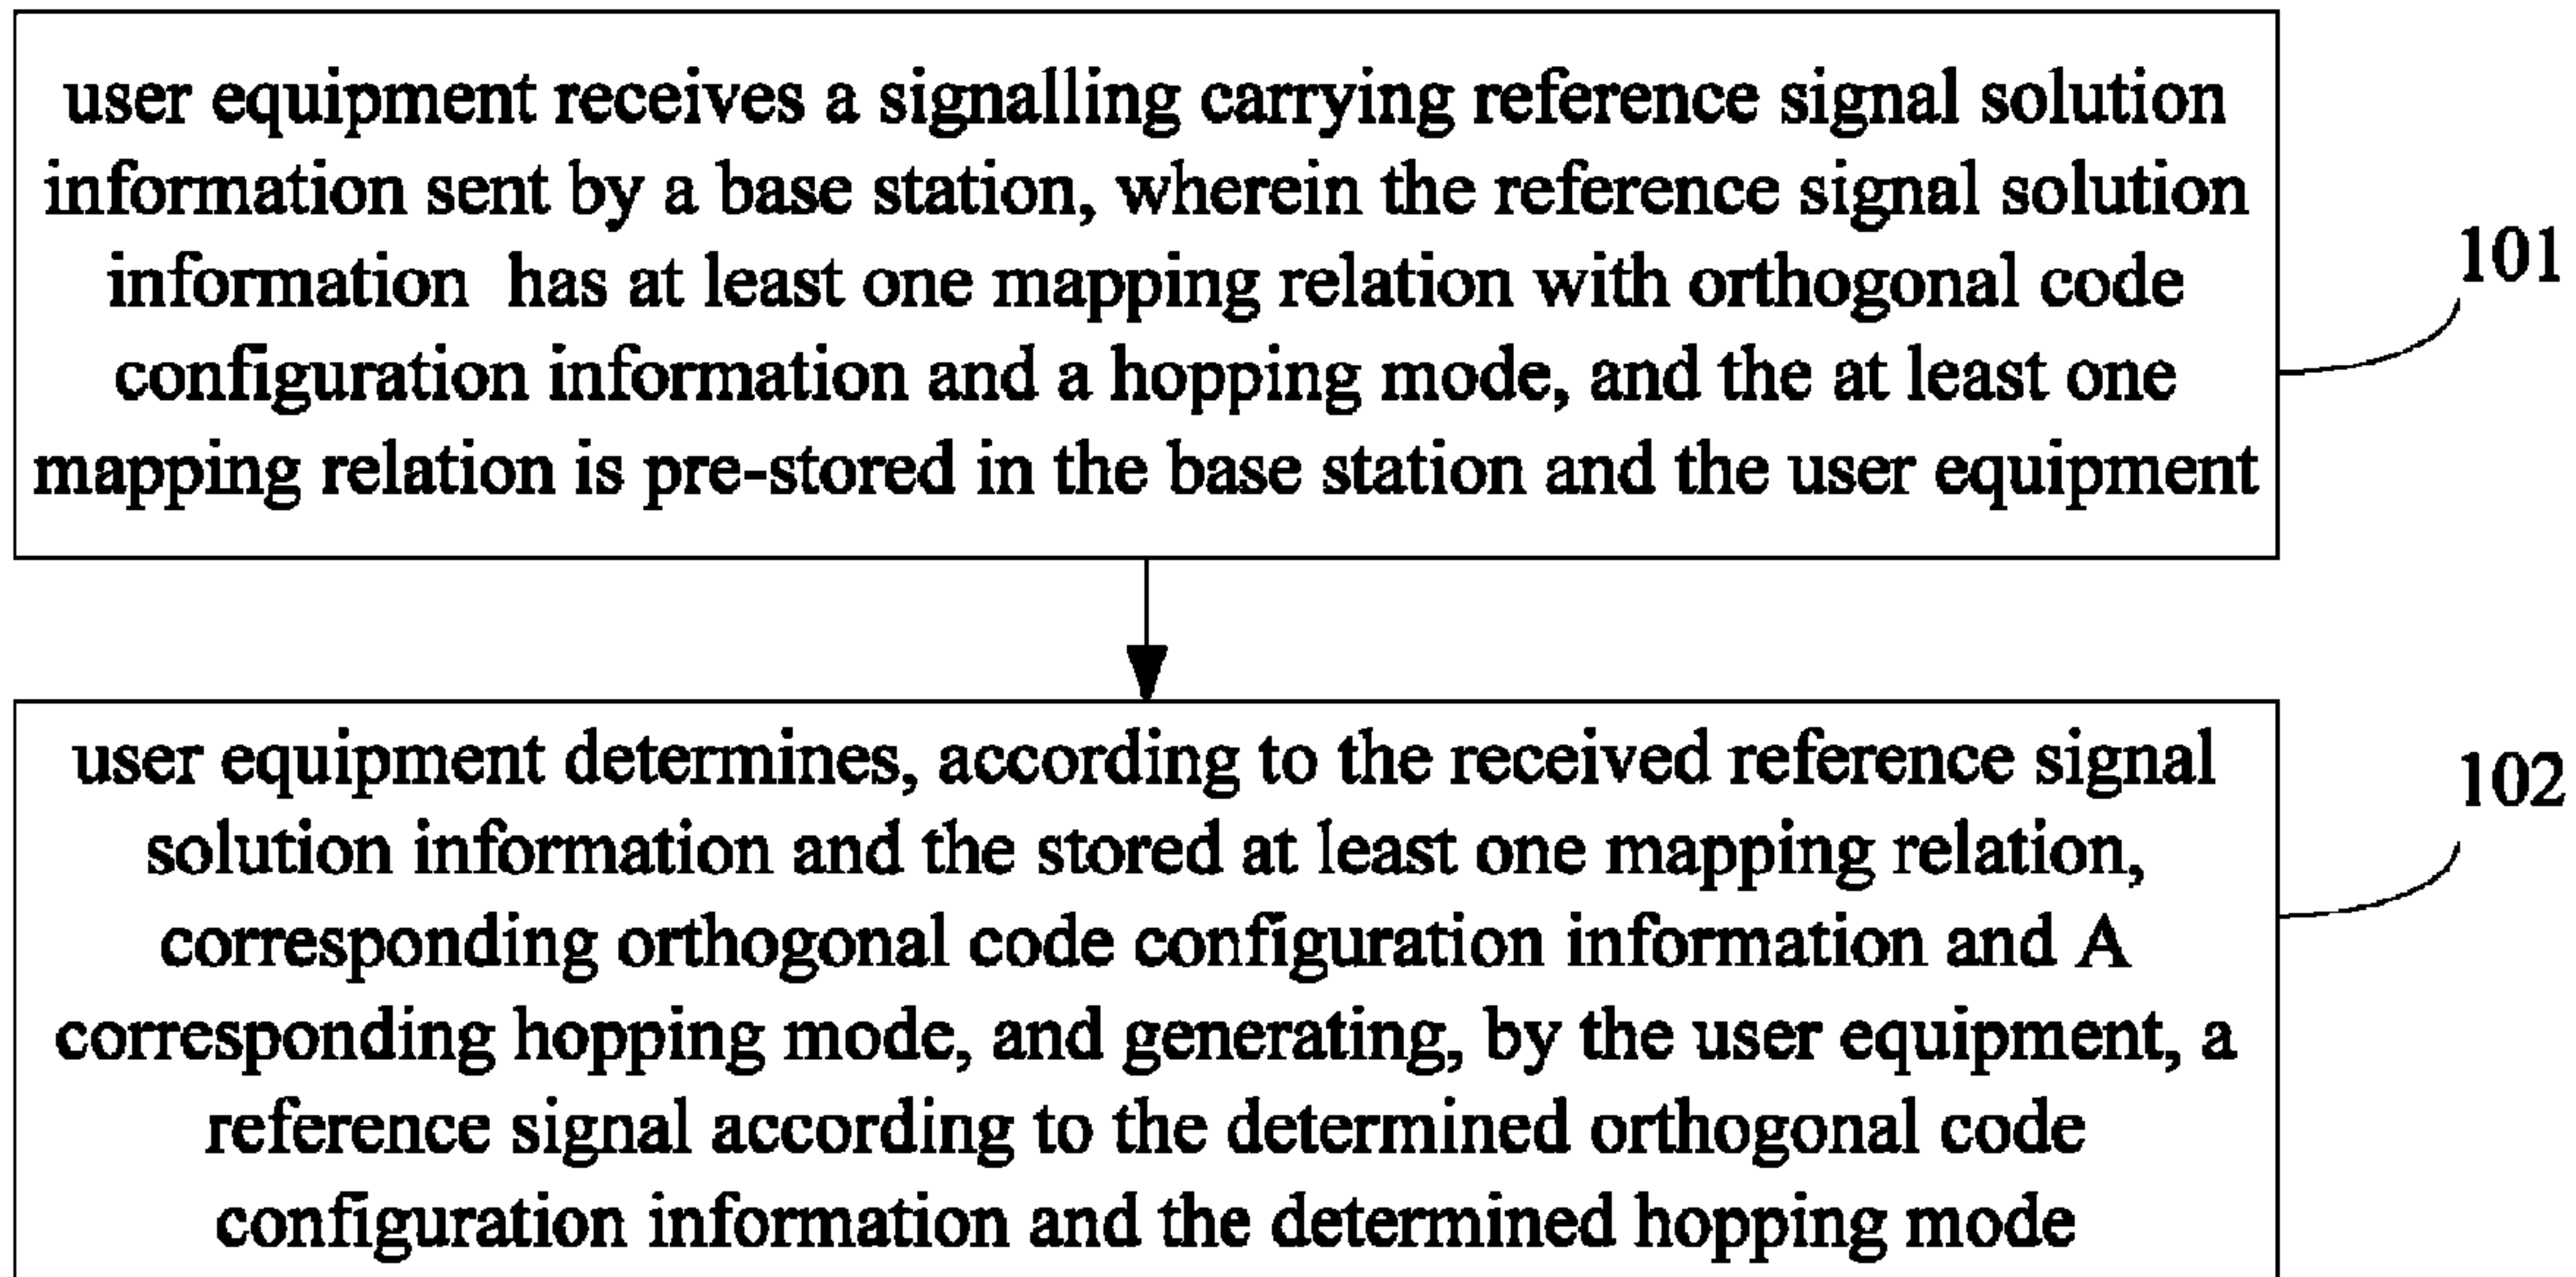 user equipment receives a signalling carrying reference signal solution
information sent by a base station, wherein the reference signal solution
information has at least one mapping relation with orthogonal code
configuration information and a hopping mode, and the at least one
mapping relation is pre-stored in the base station and the user equipment
101
user equipment determines, according to the received reference signal
solution information and the stored at least one mapping relation,
corresponding orthogonal code configuration information and A
corresponding hopping mode, and generating, by the user equipment, a
reference signal according to the determined orthogonal code
configuration information and the determined hopping mode
102